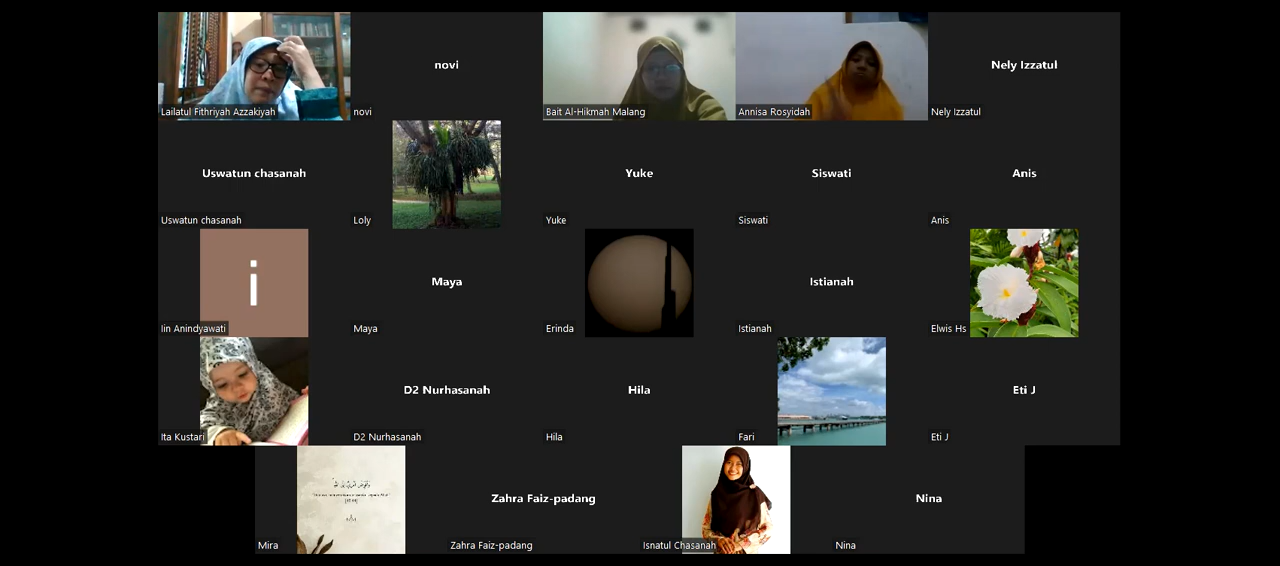 novi
Nely Izzatul
Lailatul Fithriyah Azzakiyah
novi
Bait Al-Hikmah Malang
Annisa Rosyidah
Nely Izzatul
Uswatun chasanah
Yuke
Siswati
Anis
Uswatun chasanah
Loly
Yuke
Siswati
Anis
i
Maya
Istianah
Iin Anindyawati
Maya
Erinda
Istianah
Elwis Hs
D2 Nurhasanah
Hila
Eti J
Ita Kustari
D2 Nurhasanah
Hila
Fari
Eti J
Zahra Faiz-padang
Nina
Mira
Zahra Faiz-padang
Isnatul Chasanah
Nina